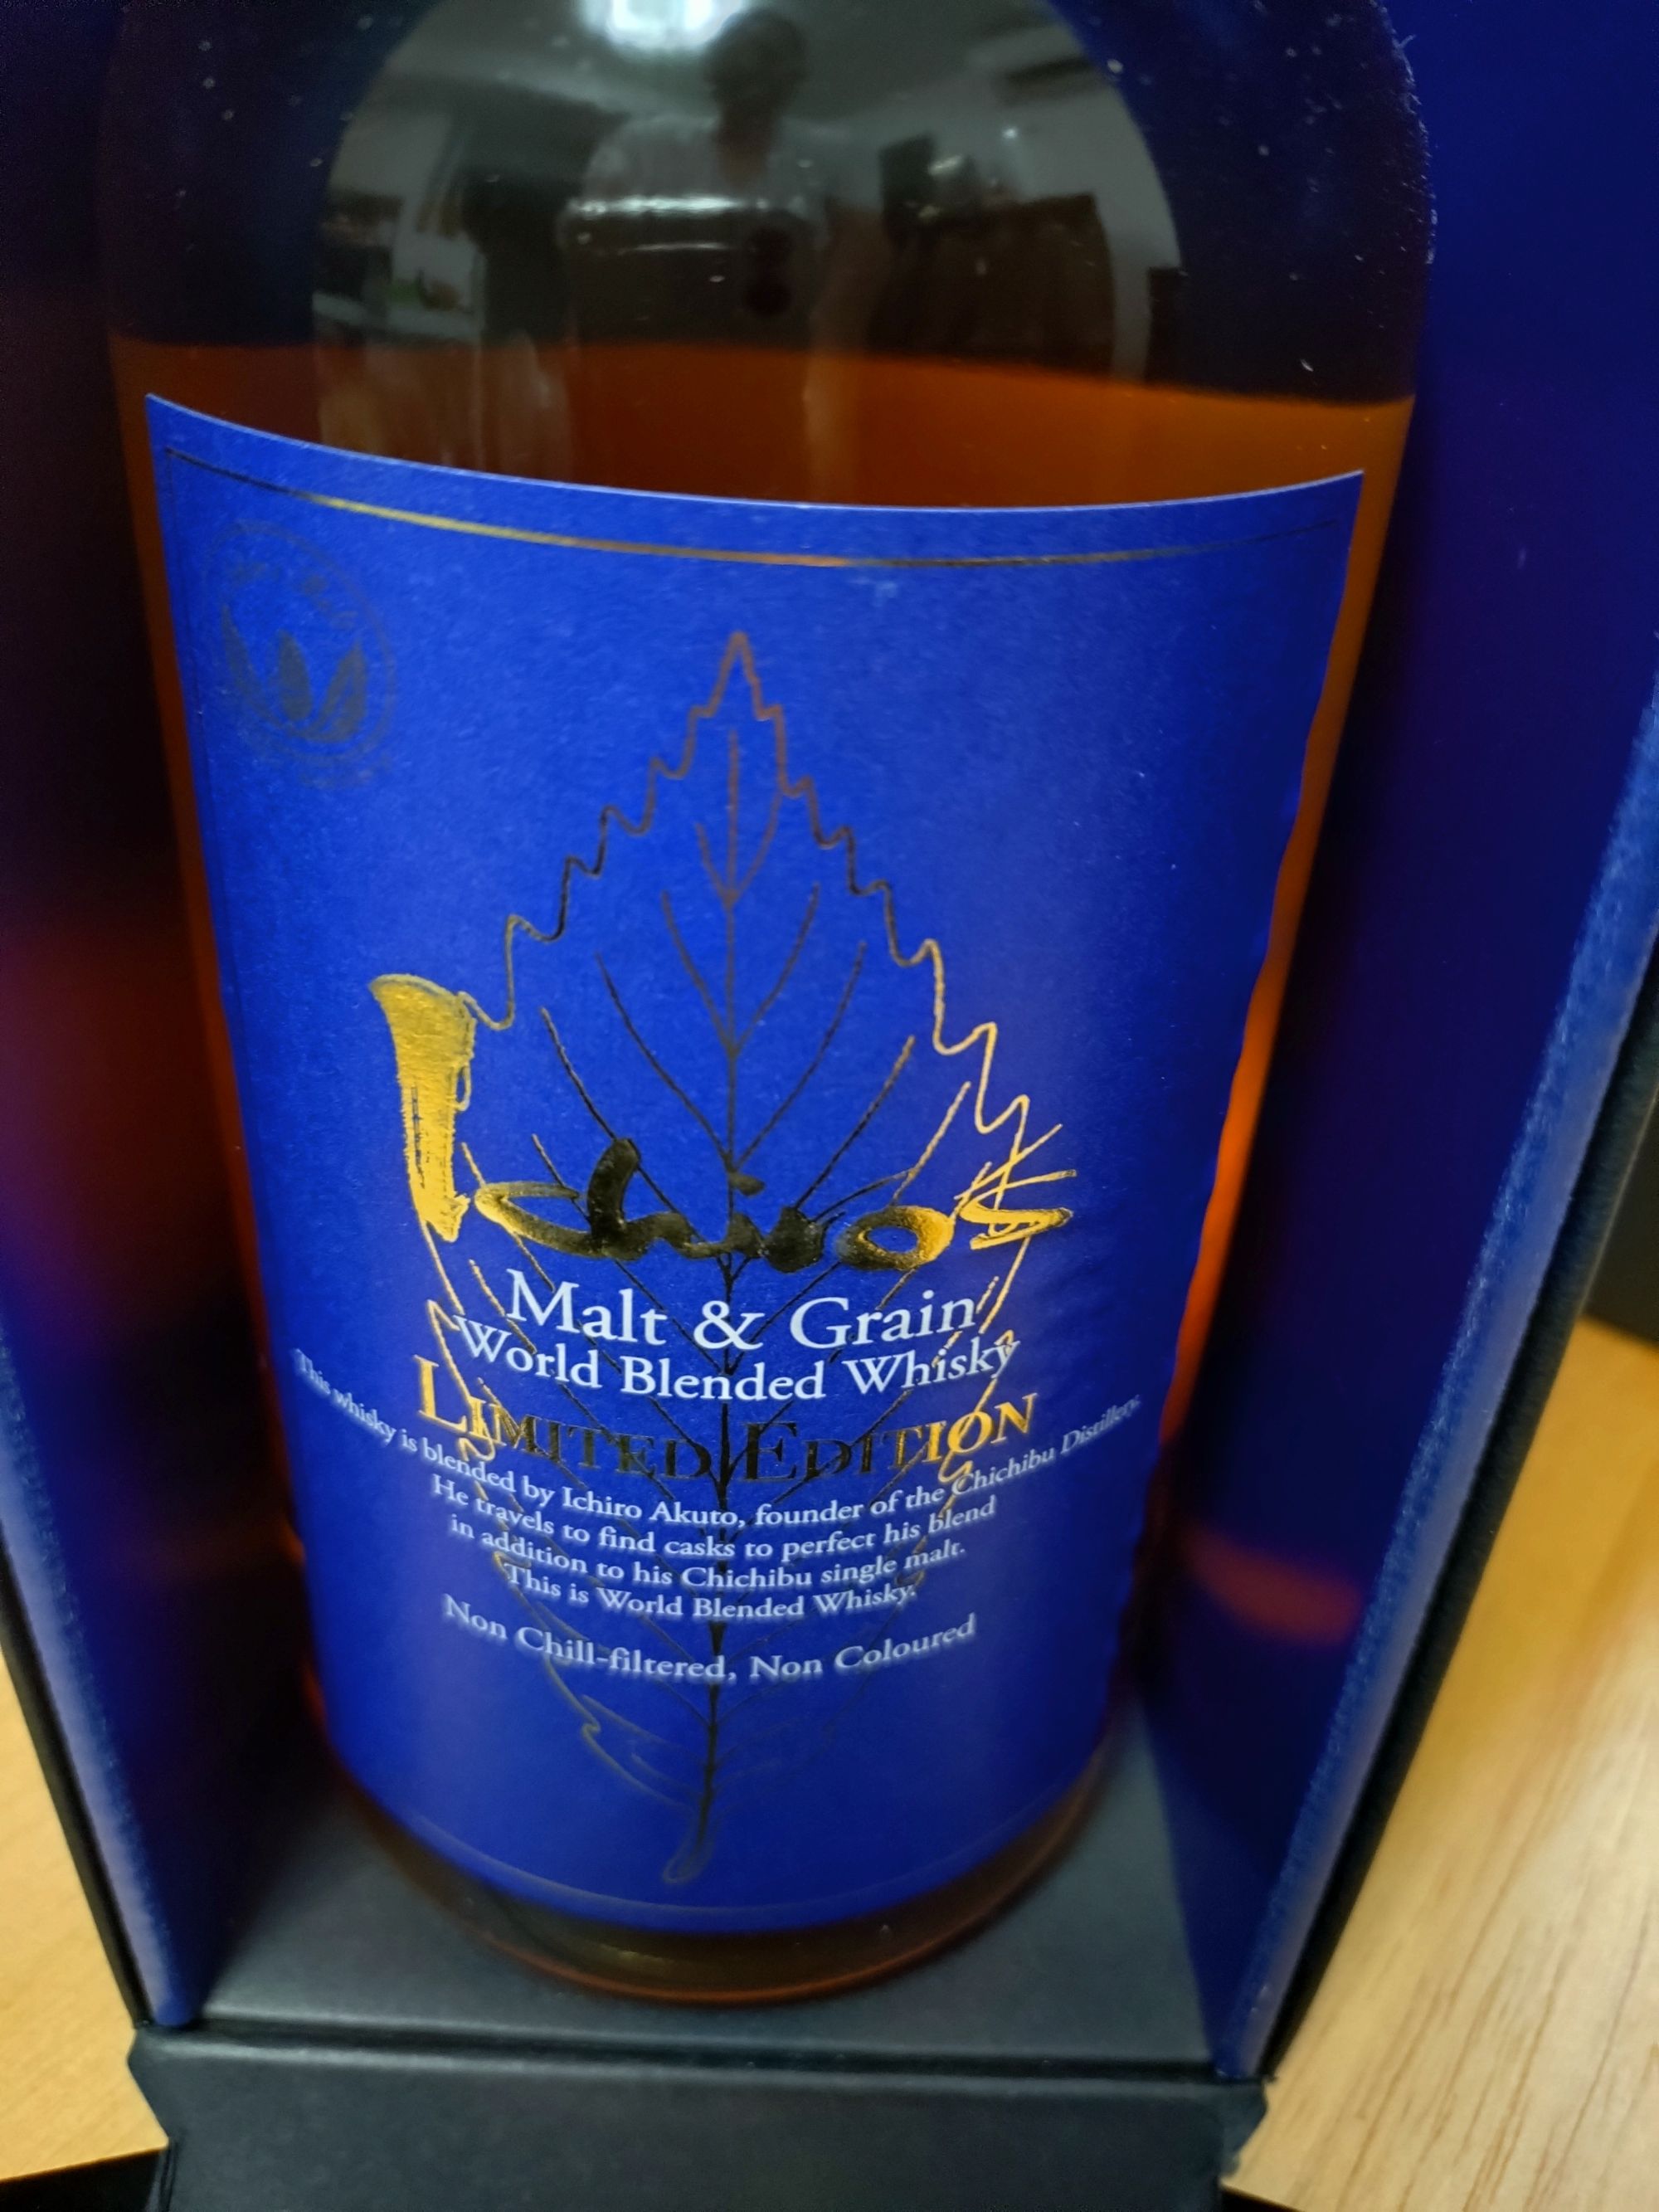 Ichiro's
Malt & Grain
World Blended Whisky
LIMITED EDITION
This whisky is blended by Ichiro Akuto, founder of the Chichibu Distillery.
He travels to find casks to perfect his blend
in addition to his Chichibu single malt.
This is World Blended Whisky.
Non Chill-filtered, Non Coloured